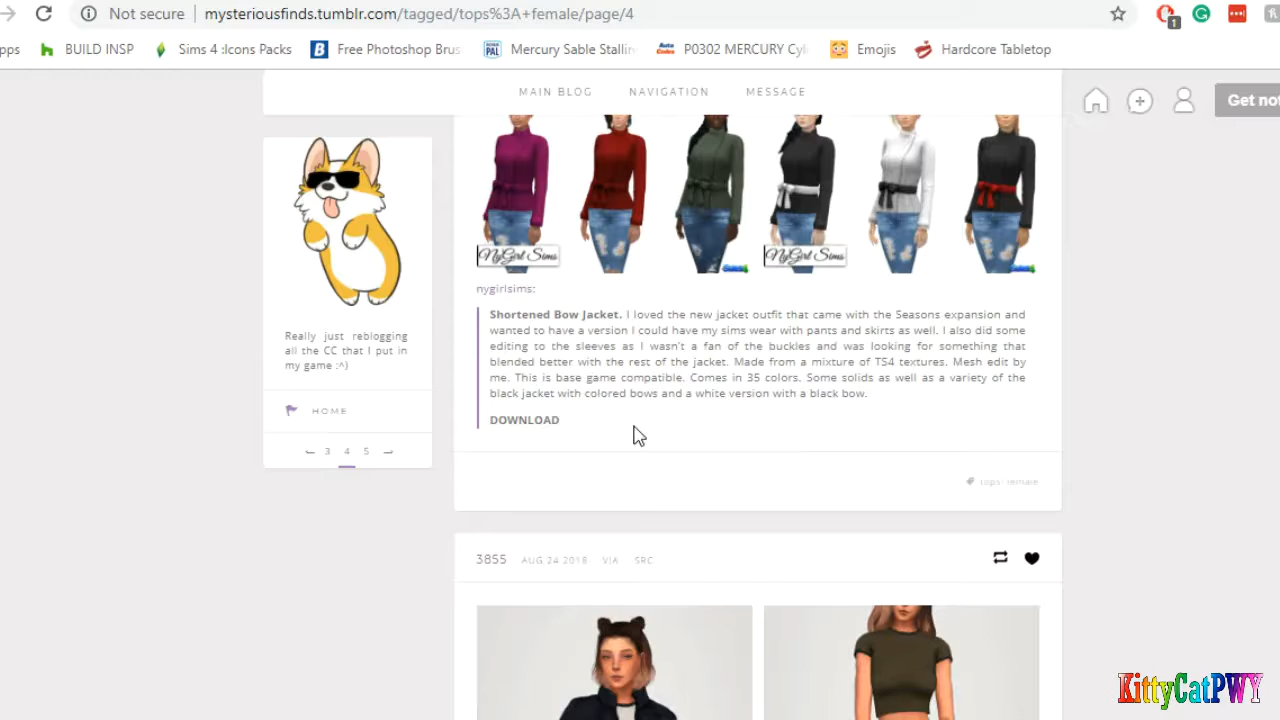 Not secure | mysteriousfinds.tumblr.com/tagged/tops%3A+female/page/4
1
pps BUILD INSP Sims 4 :Icons Packs Free Photoshop Brus Mercury Sable Stallin P0302 MERCURY Cyl Emojis Hardcore Tabletop
MAIN BLOG NAVIGATION MESSAGE
Get not
NyGirl Sims NyGirl Sims
nygirlsims:
Shortened Bow Jacket. I loved the new jacket outfit that came with the Seasons expansion and
wanted to have a version I could have my sims wear with pants and skirts as well. I also did some
editing to the sleeves as I wasn't a fan of the buckles and was looking for something that
blended better with the rest of the jacket. Made from a mixture of TS4 textures. Mesh edit by
me. This is base game compatible. Comes in 35 colors. Some solids as well as a variety of the
black jacket with colored bows and a white version with a black bow.
DOWNLOAD
Really just reblogging
all the CC that I put in
my game :^)
HOME
3 4 5
tops: female
3855 AUG 24 2018 VIA SRC
KittyCatPWY